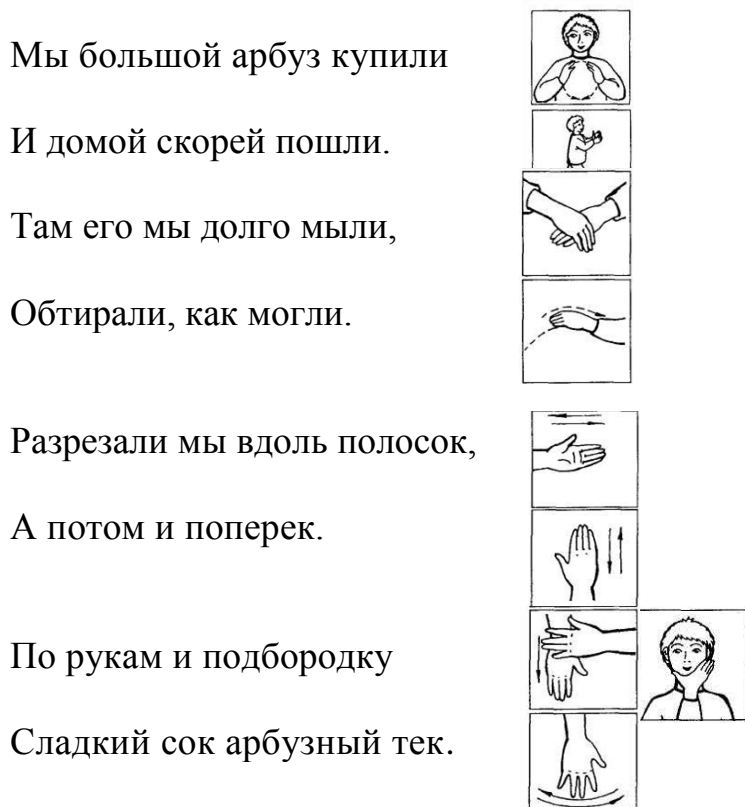 Мы большой арбуз купили
И домой скорей пошли.
Там его мы долго мыли,
Обтирали, как могли.
Разрезали мы вдоль полосок,
А потом и поперек.
По рукам и подбородку
Сладкий сок арбузный тек.